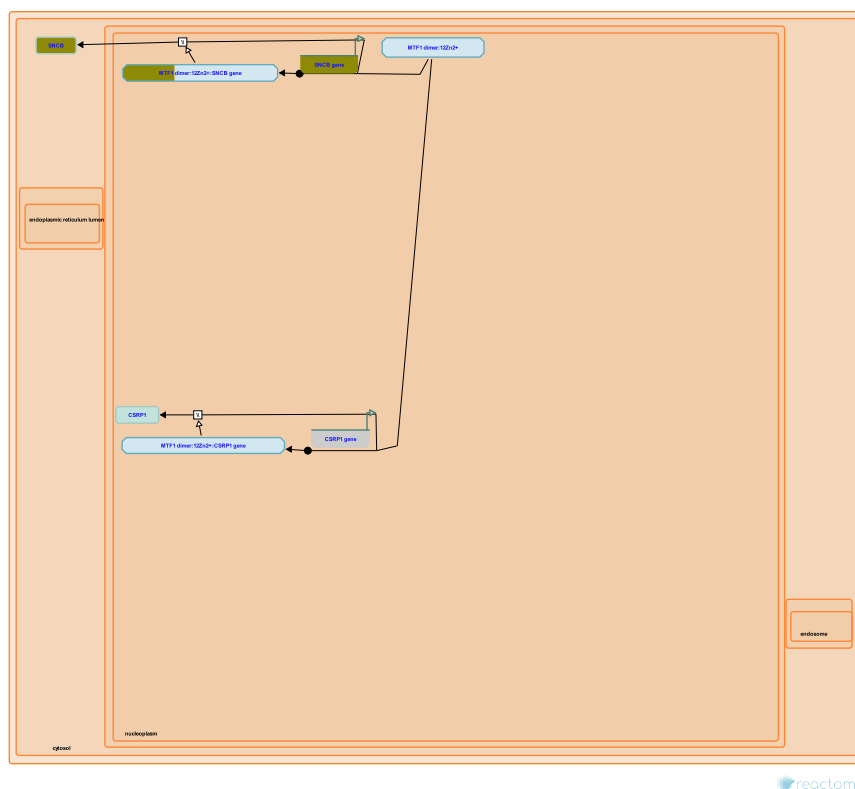 SNCB
MTF1 dimer:12Zn2+
SNCB gene
MTF1 dimer:12Zn2+:SNCB gene
endoplasmic reticulum lumen
CSRP1
CSRP1 gene
MTF1 dimer:12Zn2+:CSRP1 gene
endosome
nucleoplasm
cytosol
reactom